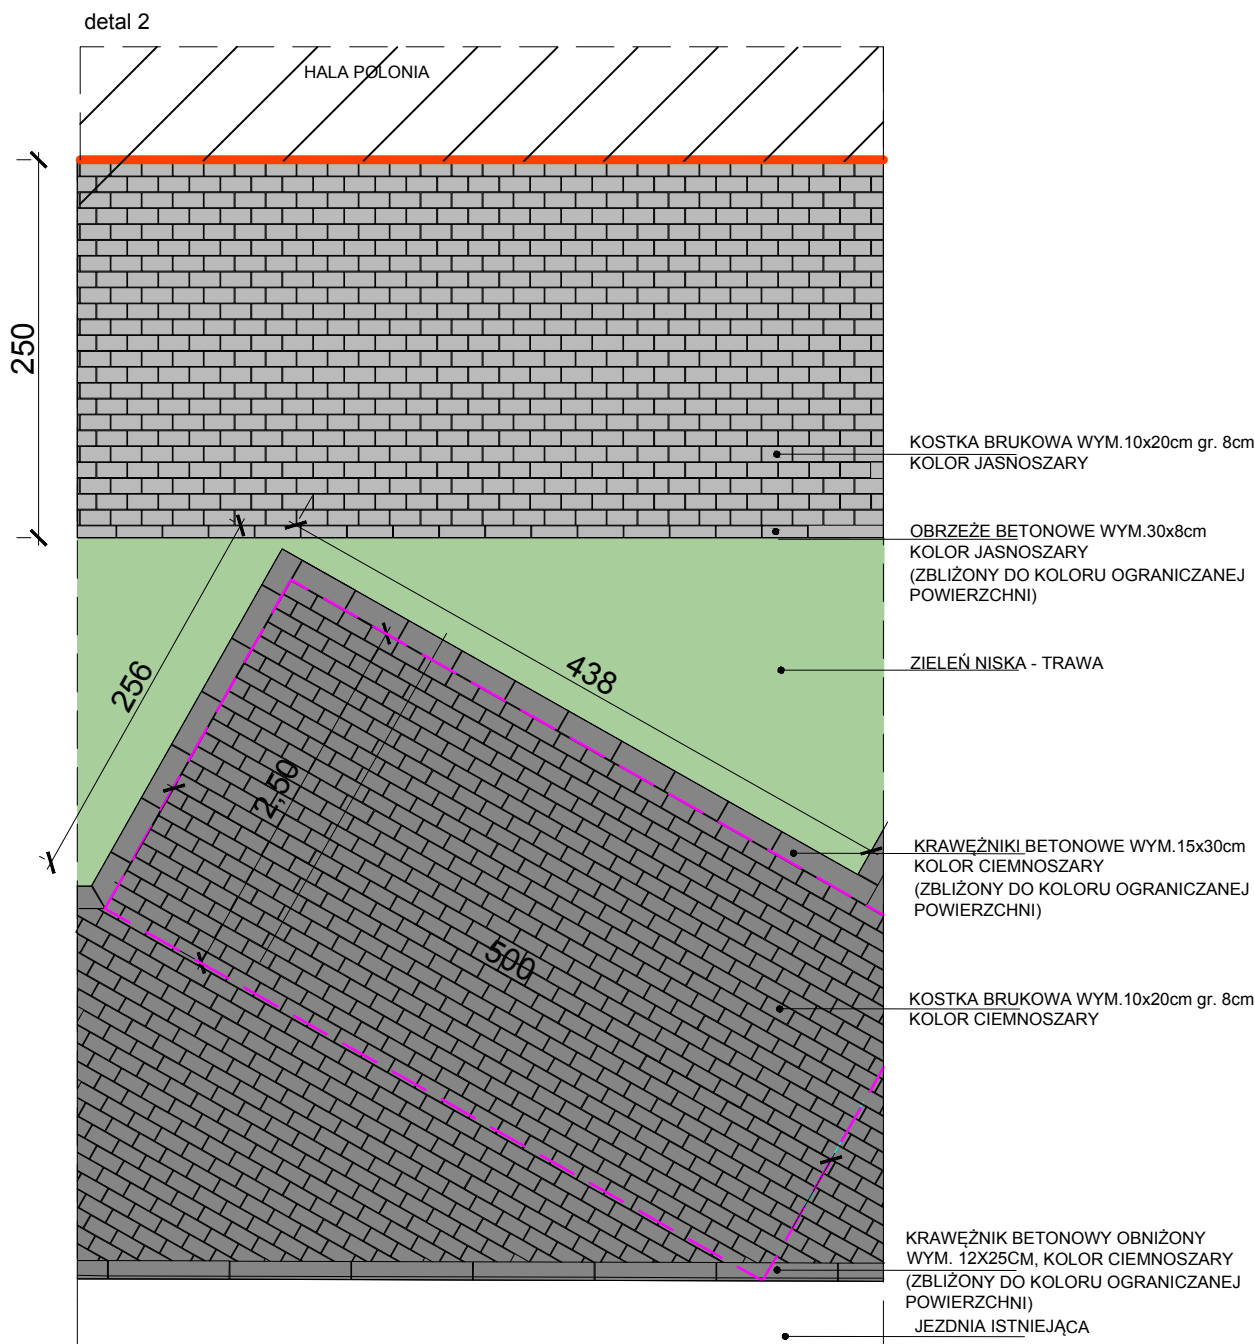 detal 2
HALA POLONIA
250
KOSTKA BRUKOWA WYM.10x20cm gr. 8cm
KOLOR JASNOSZARY
OBRZEŻE BETONOWE WYM.30x8cm
KOLOR JASNOSZARY
(ZBLIŻONY DO KOLORU OGRANICZANEJ
POWIERZCHNI)
ZIELEŃ NISKA - TRAWA
256
438
2,50
KRAWĘŻNIKI BETONOWE WYM.15x30cm
KOLOR CIEMNOSZARY
(ZBLIŻONY DO KOLORU OGRANICZANEJ
POWIERZCHNI)
500
KOSTKA BRUKOWA WYM.10x20cm gr. 8cm
KOLOR CIEMNOSZARY
KRAWĘŻNIK BETONOWY OBNIŻONY
WYM. 12X25CM, KOLOR CIEMNOSZARY
(ZBLIŻONY DO KOLORU OGRANICZANEJ
POWIERZCHNI)
JEZDNIA ISTNIEJĄCA